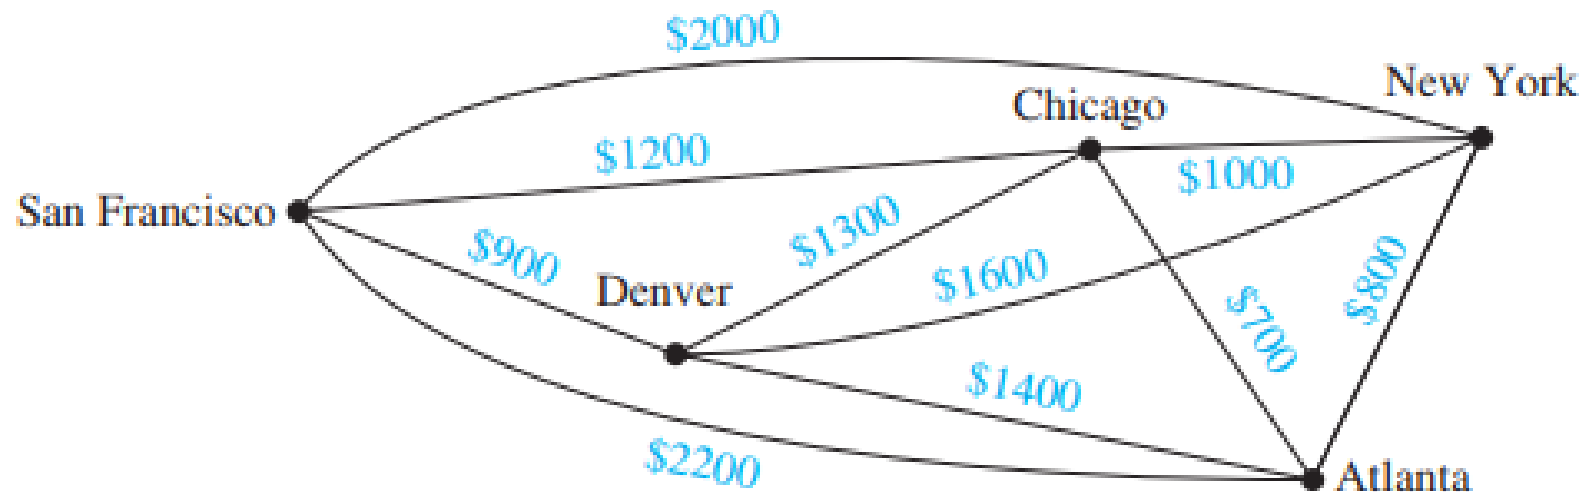 $2000
New York
Chicago
$1200
$1000
San Francisco
$900
$1300
Denver
$1600
$700
$800
$1400
$2200
Atlanta